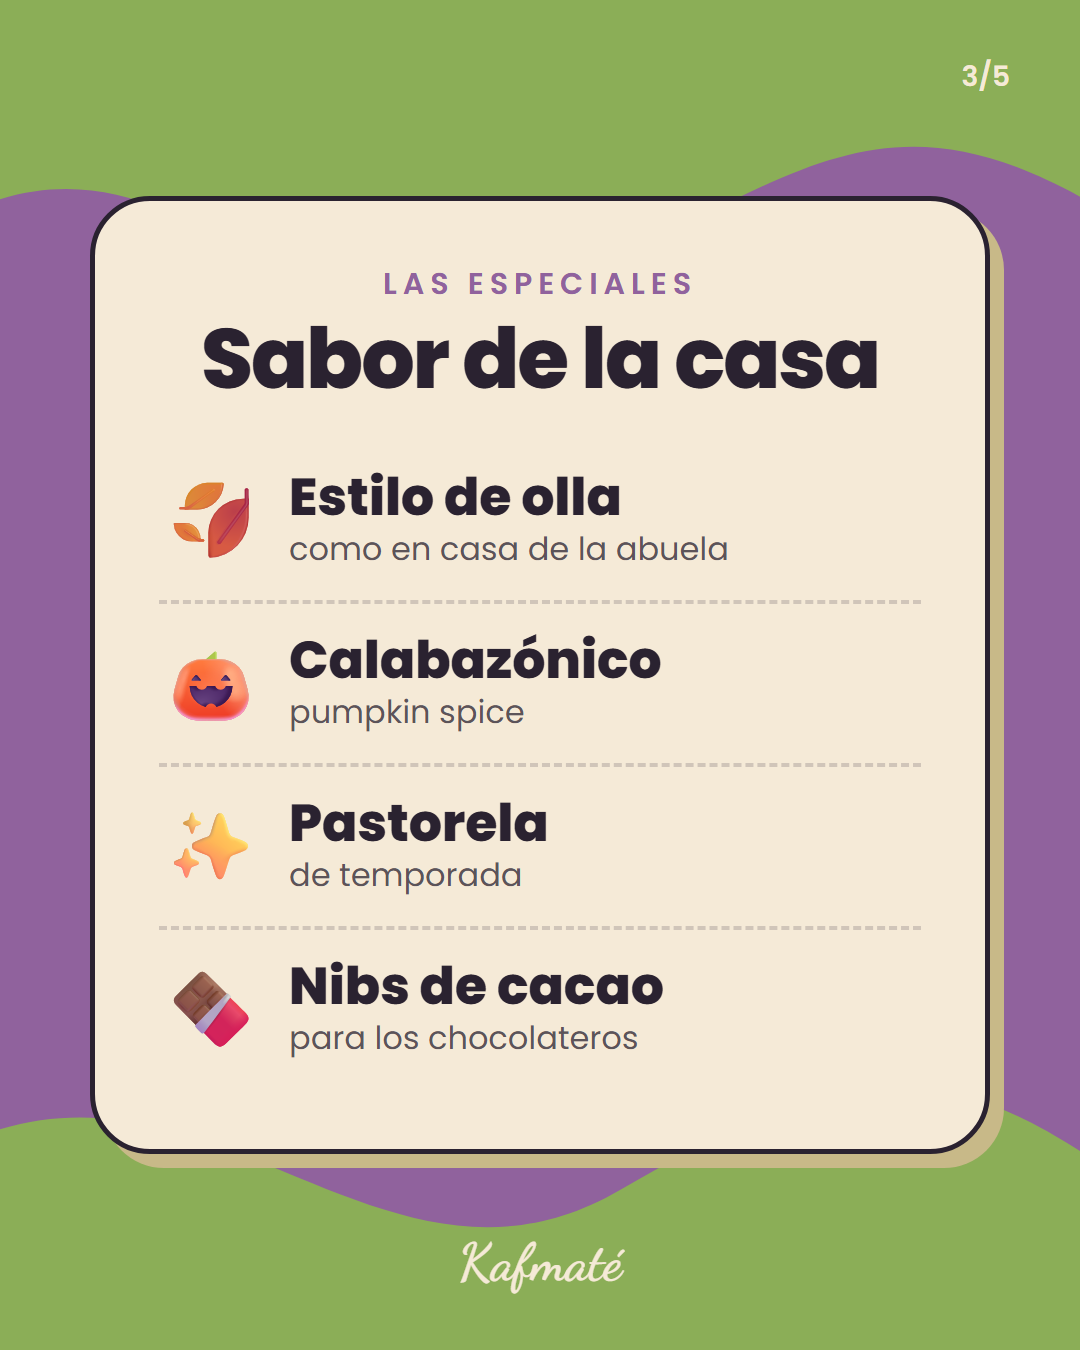 3/5
LAS ESPECIALES
Sabor de la casa
Estilo de olla
como en casa de la abuela
Calabazónico
pumpkin spice
Pastorela
de temporada
Nibs de cacao
para los chocolateros
Kafmaté